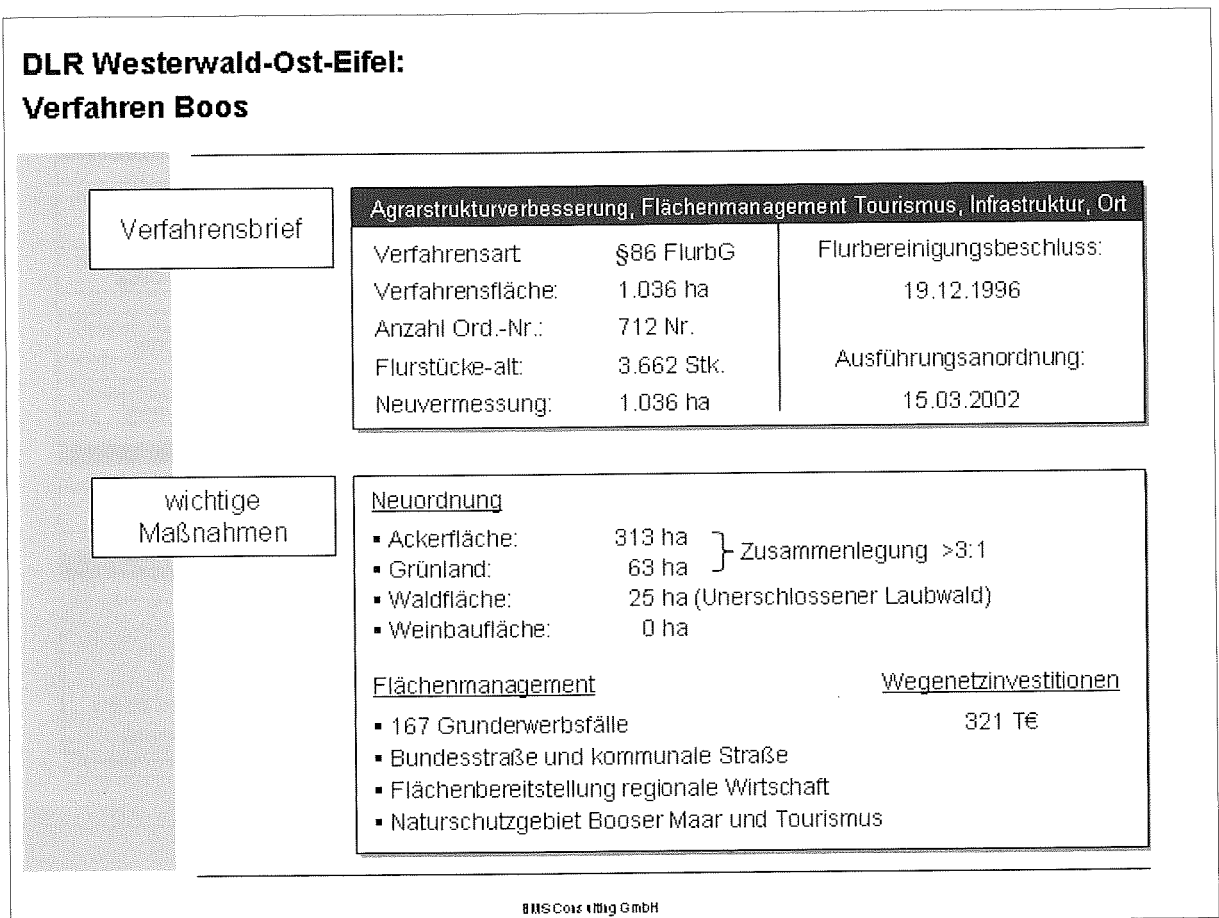 DLR Westerwald-Ost-Eifel:
Verfahren Boos
Verfahrensbrief
Agrarstrukturverbesserung, Flächenmanagement Tourismus, Infrastruktur, Ort
Verfahrensart §86 FlurbG
Verfahrensfläche: 1.036 ha
Anzahl Ord.-Nr.: 712 Nr.
Flurstücke-alt: 3.662 Stk.
Neuvermessung: 1.036 ha
Flurbereinigungsbeschluss:
19.12.1996
Ausführungsanordnung:
15.03.2002
wichtige
Maßnahmen
Neuordnung
▪ Ackerfläche: 313 ha
▪ Grünland: 63 ha
Zusammenlegung >3:1
▪ Waldfläche: 25 ha (Unerschlossener Laubwald)
▪ Weinbaufläche: 0 ha
Flächenmanagement
▪ 167 Grunderwerbsfälle
▪ Bundesstraße und kommunale Straße
▪ Flächenbereitstellung regionale Wirtschaft
▪ Naturschutzgebiet Booser Maar und Tourismus
Wegenetzinvestitionen
321 T€
BMS Consulting GmbH